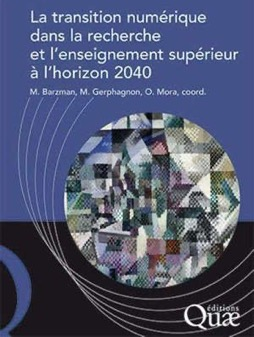 La transition numérique
dans la recherche
et l'enseignement supérieur
à l'horizon 2040
M. Barzman, M. Gerphagnon, O. Mora, coord.
éditions
Quæ